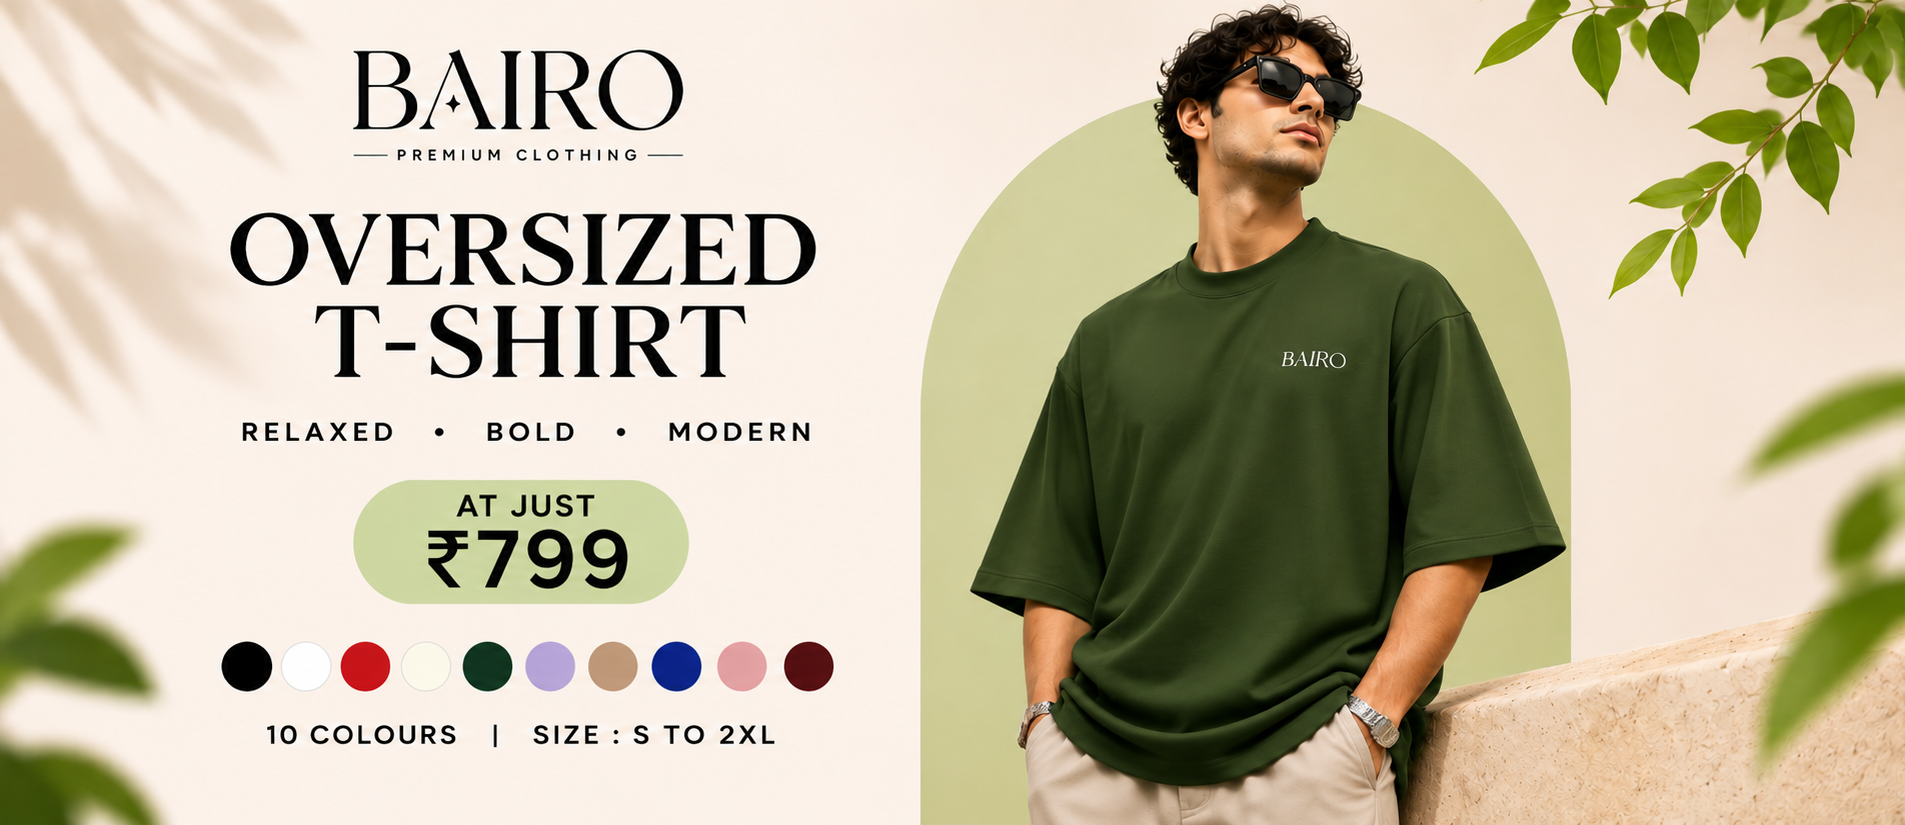 BAIRO
PREMIUM CLOTHING
OVERSIZED
T-SHIRT
RELAXED • BOLD • MODERN
AT JUST
₹799
10 COLOURS | SIZE : S TO 2XL
BAIRO